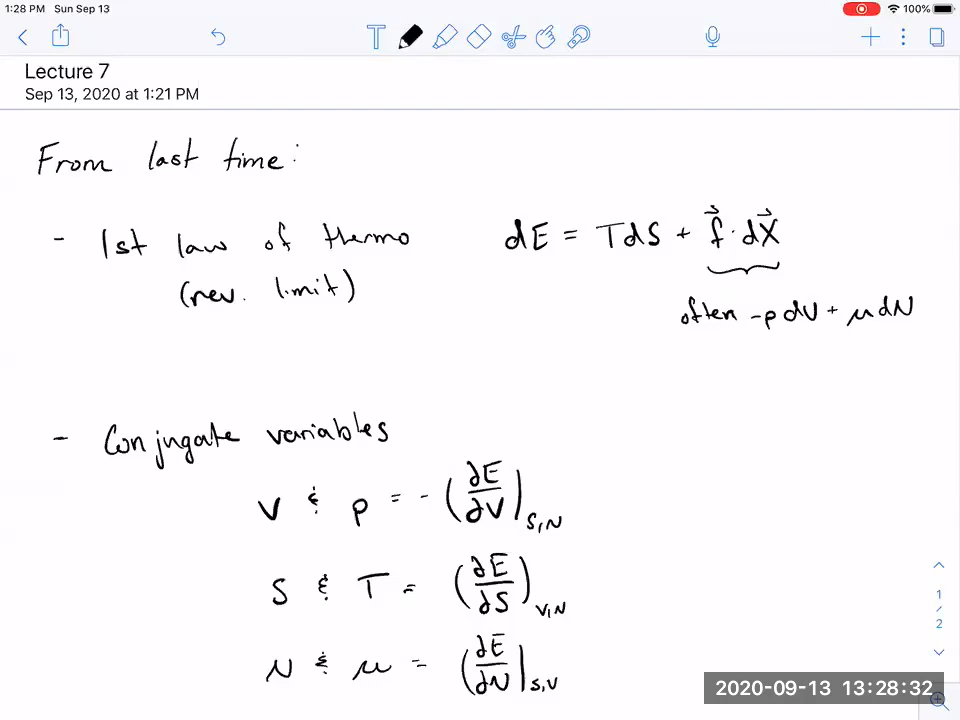 1:28 PM Sun Sep 13 100%
Lecture 7
Sep 13, 2020 at 1:21 PM
From last time:
- 1st law of thermo dE = TdS + f⃗ · dX⃗
(rev. limit)
often -pdV + μdN
- Conjugate variables
V & p = - (∂E/∂V)|S,N
S & T = (∂E/∂S)V,N
N & μ = (∂E/∂N)|S,V
1
/
2
2020-09-13 13:28:32